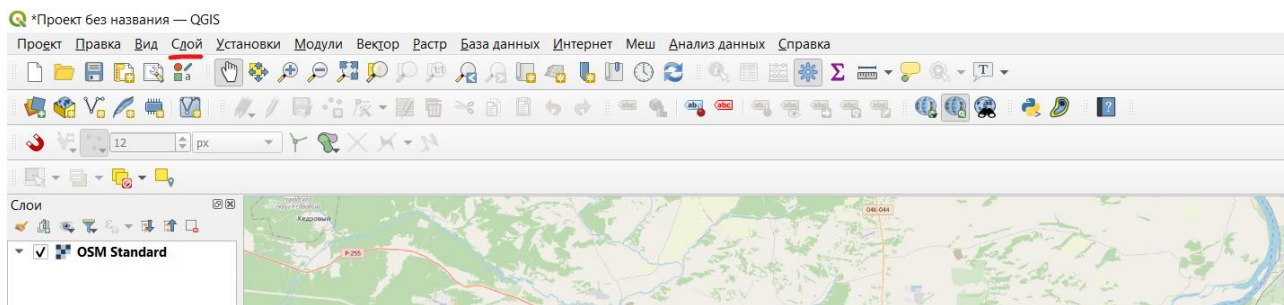 *Проект без названия — QGIS
Проект Правка Вид Слой Установки Модули Вектор Растр База данных Интернет Меш Анализ данных Справка
12 px
Слои
OSM Standard
Кедровый
Р-255
04К-044